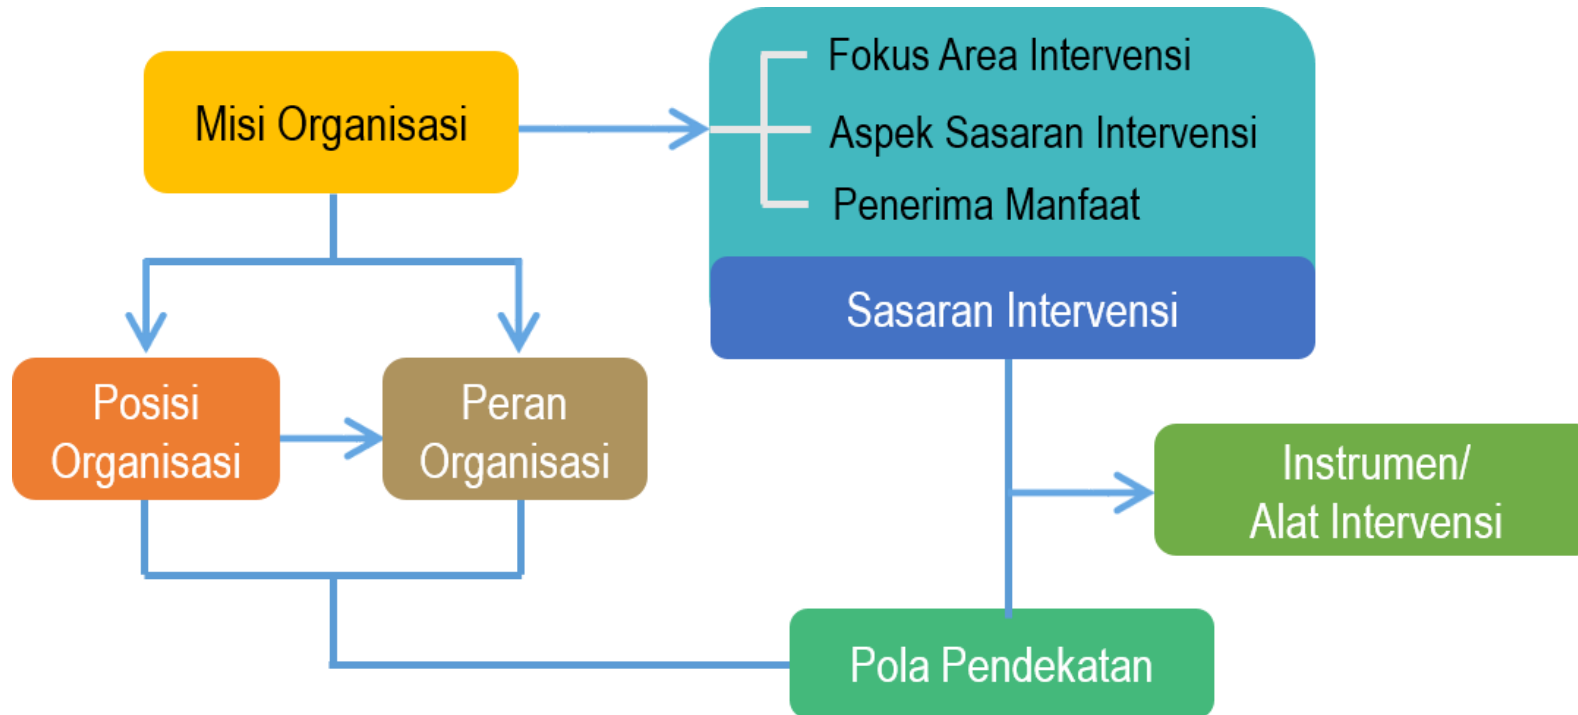 Misi Organisasi
Fokus Area Intervensi
Aspek Sasaran Intervensi
Penerima Manfaat
Sasaran Intervensi
Posisi
Organisasi
Peran
Organisasi
Instrumen/
Alat Intervensi
Pola Pendekatan